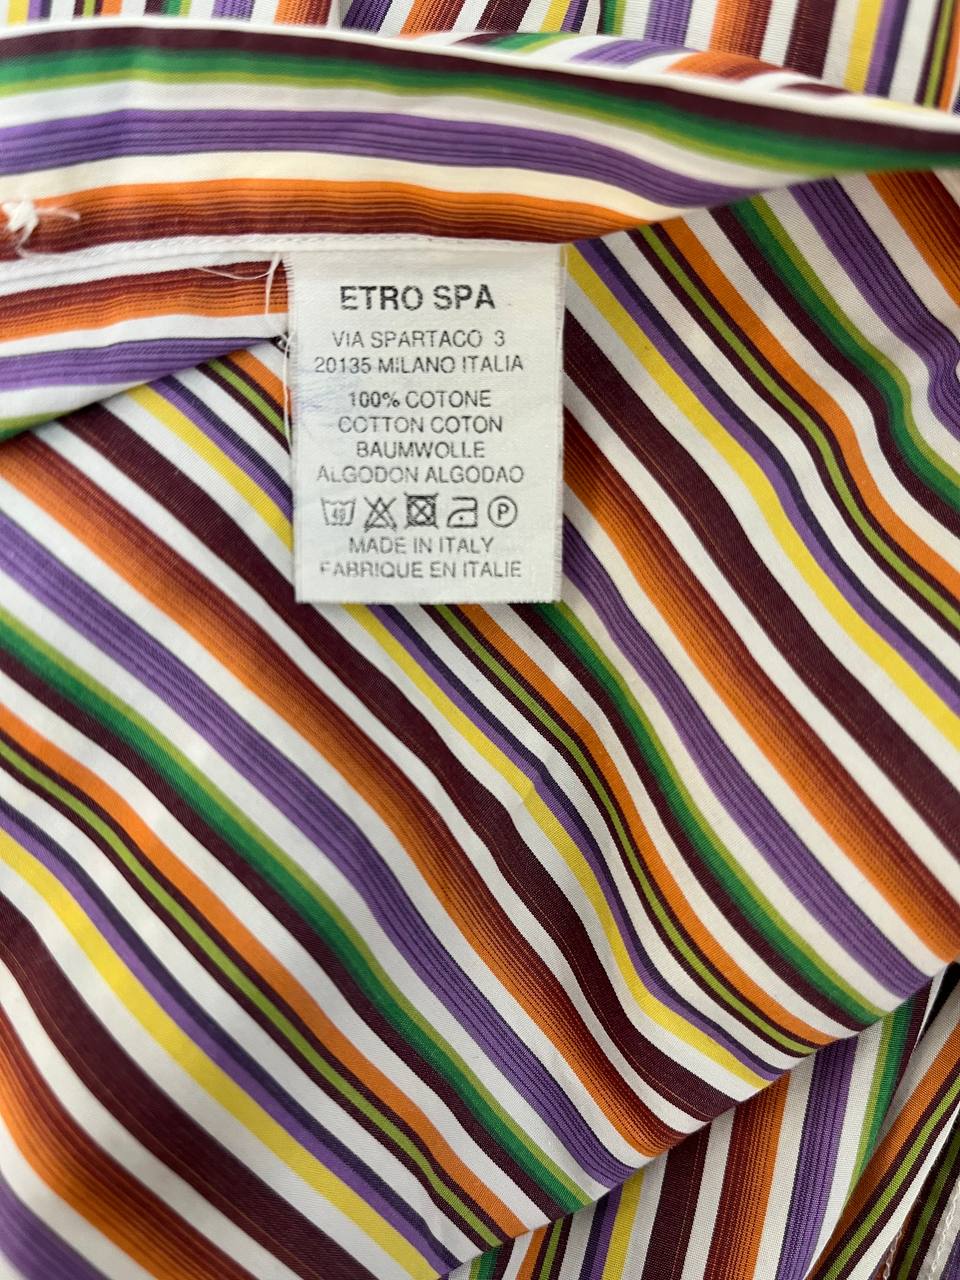 ETRO SPA
VIA SPARTACO 3
20135 MILANO ITALIA
100% COTONE
COTTON COTON
BAUMWOLLE
ALGODON ALGODAO
40 P
MADE IN ITALY
FABRIQUE EN ITALIE